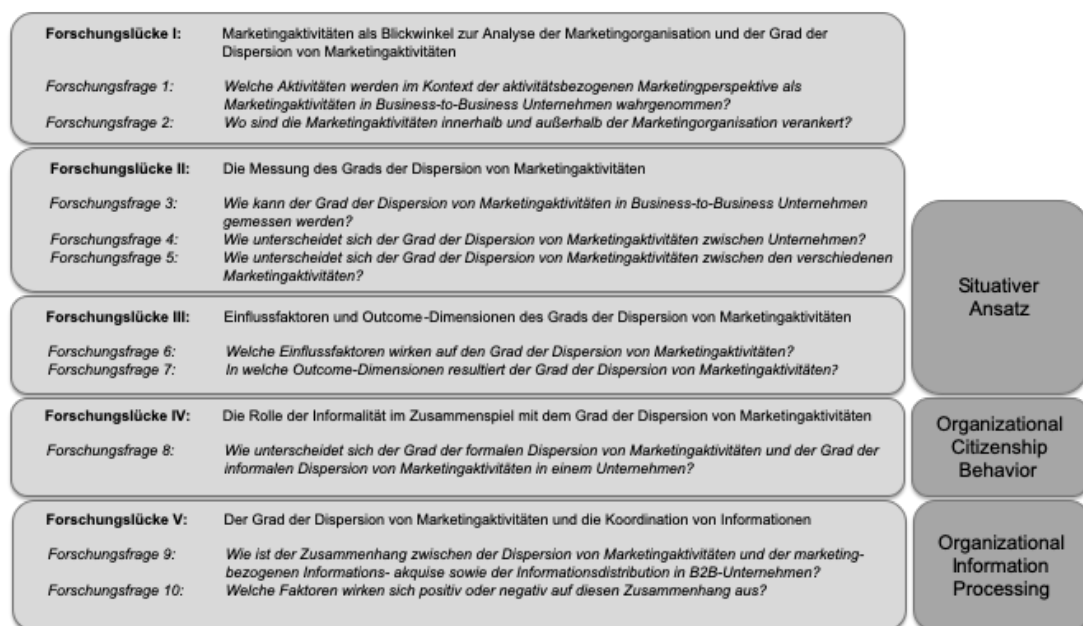 Forschungslücke I: Marketingaktivitäten als Blickwinkel zur Analyse der Marketingorganisation und der Grad der
Dispersion von Marketingaktivitäten
Forschungsfrage 1: Welche Aktivitäten werden im Kontext der aktivitätsbezogenen Marketingperspektive als
Marketingaktivitäten in Business-to-Business Unternehmen wahrgenommen?
Forschungsfrage 2: Wo sind die Marketingaktivitäten innerhalb und außerhalb der Marketingorganisation verankert?
Forschungslücke II: Die Messung des Grads der Dispersion von Marketingaktivitäten
Forschungsfrage 3: Wie kann der Grad der Dispersion von Marketingaktivitäten in Business-to-Business Unternehmen
gemessen werden?
Forschungsfrage 4: Wie unterscheidet sich der Grad der Dispersion von Marketingaktivitäten zwischen Unternehmen?
Forschungsfrage 5: Wie unterscheidet sich der Grad der Dispersion von Marketingaktivitäten zwischen den verschiedenen
Marketingaktivitäten?
Forschungslücke III: Einflussfaktoren und Outcome-Dimensionen des Grads der Dispersion von Marketingaktivitäten
Forschungsfrage 6: Welche Einflussfaktoren wirken auf den Grad der Dispersion von Marketingaktivitäten?
Forschungsfrage 7: In welche Outcome-Dimensionen resultiert der Grad der Dispersion von Marketingaktivitäten?
Situativer
Ansatz
Forschungslücke IV: Die Rolle der Informalität im Zusammenspiel mit dem Grad der Dispersion von Marketingaktivitäten
Forschungsfrage 8: Wie unterscheidet sich der Grad der formalen Dispersion von Marketingaktivitäten und der Grad der
informalen Dispersion von Marketingaktivitäten in einem Unternehmen?
Organizational
Citizenship
Behavior
Forschungslücke V: Der Grad der Dispersion von Marketingaktivitäten und die Koordination von Informationen
Forschungsfrage 9: Wie ist der Zusammenhang zwischen der Dispersion von Marketingaktivitäten und der marketing-
bezogenen Informations- akquise sowie der Informationsdistribution in B2B-Unternehmen?
Forschungsfrage 10: Welche Faktoren wirken sich positiv oder negativ auf diesen Zusammenhang aus?
Organizational
Information
Processing